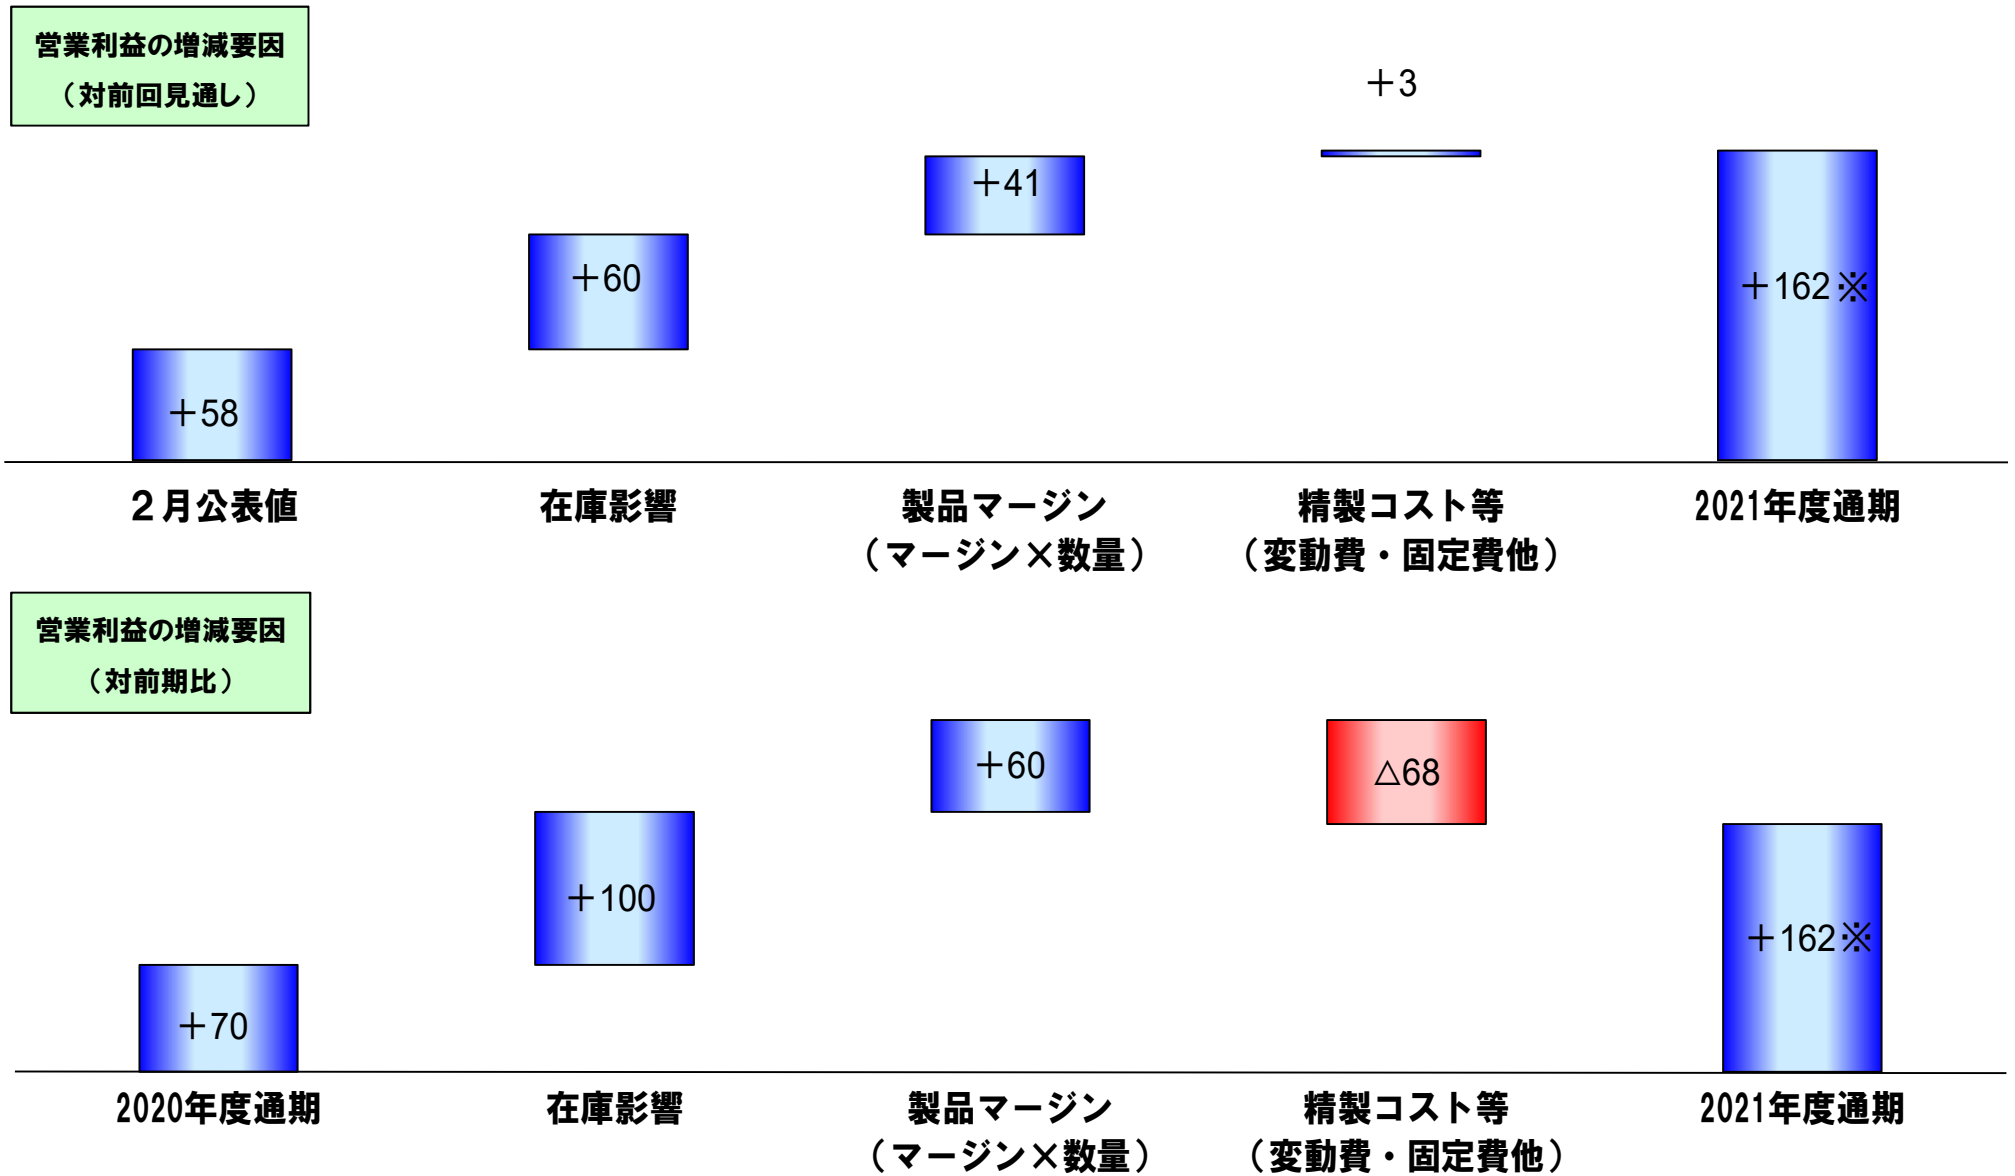 営業利益の増減要因
（対前回見通し）
＋3
＋41
＋60
＋162※
＋58
２月公表値
在庫影響
製品マージン
（マージン×数量）
精製コスト等
（変動費・固定費他）
2021年度通期
営業利益の増減要因
（対前期比）
＋60
△68
＋100
＋162※
＋70
2020年度通期
在庫影響
製品マージン
（マージン×数量）
精製コスト等
（変動費・固定費他）
2021年度通期